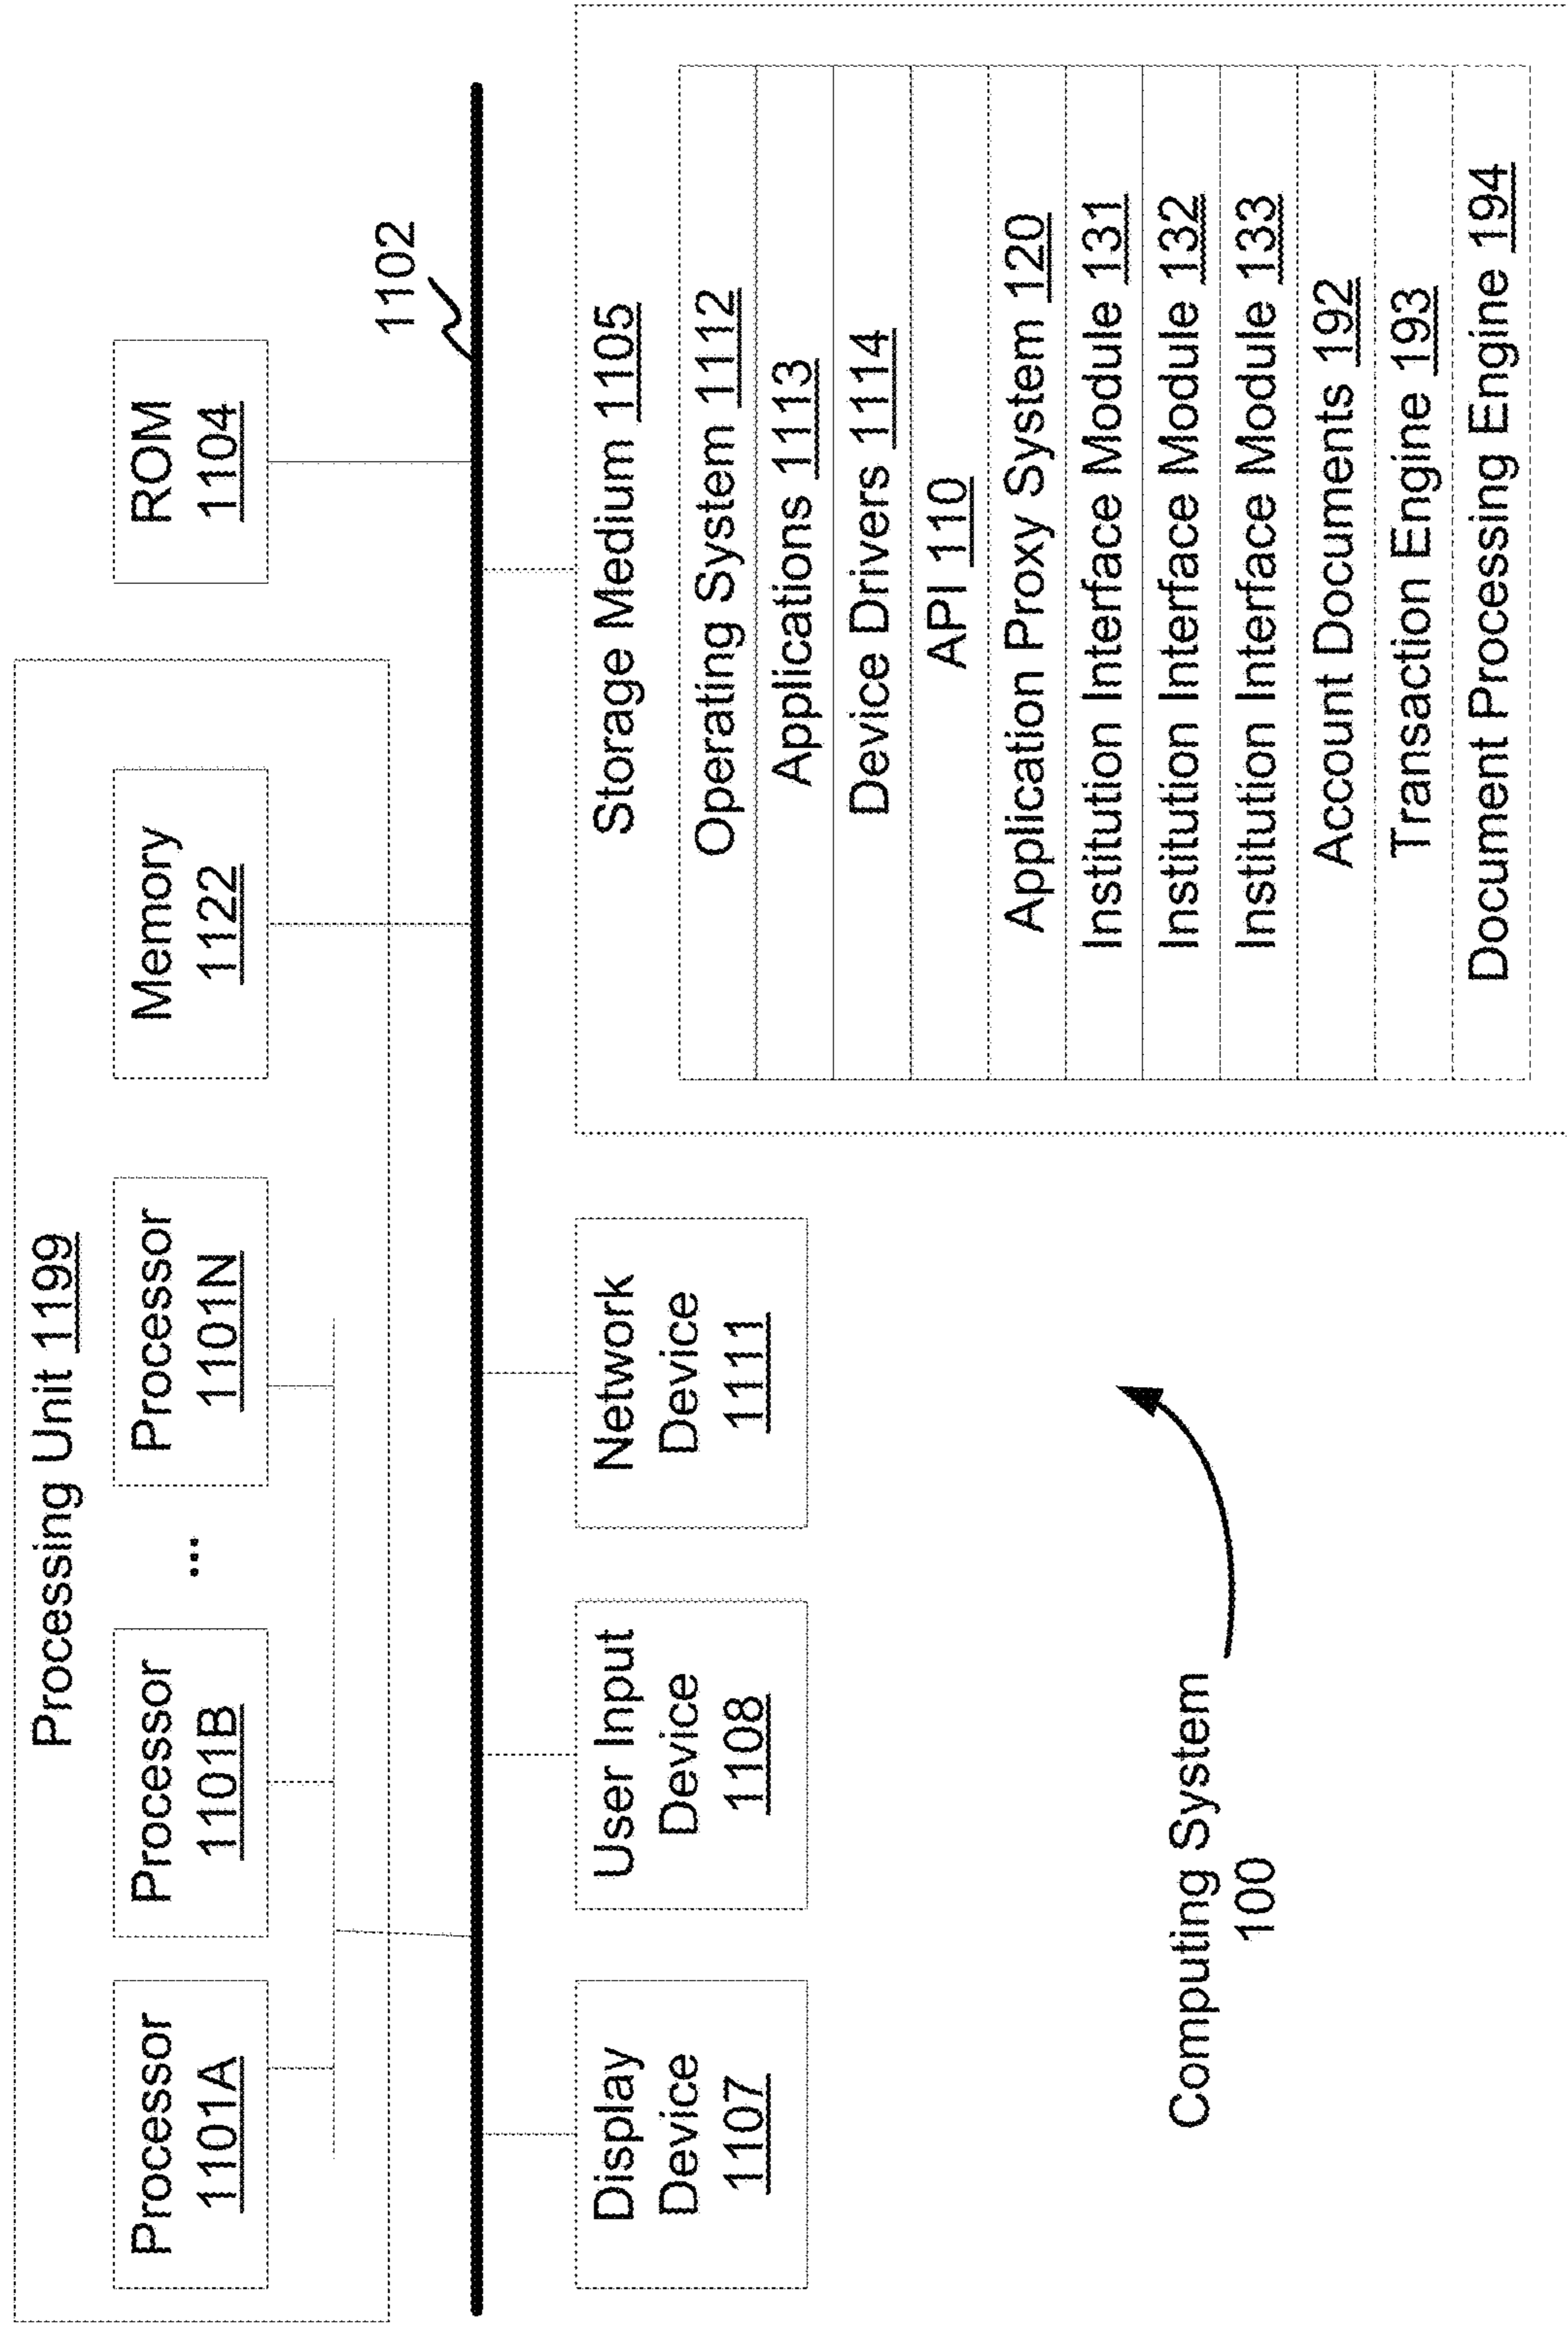 Processing Unit 1199
Processor
1101A
Processor
1101B
...
Processor
1101N
Memory
1122
ROM
1104
1102
Display
Device
1107
User Input
Device
1108
Network
Device
1111
Storage Medium 1105
Operating System 1112
Applications 1113
Device Drivers 1114
API 110
Application Proxy System 120
Institution Interface Module 131
Institution Interface Module 132
Institution Interface Module 133
Account Documents 192
Transaction Engine 193
Document Processing Engine 194
Computing System
100